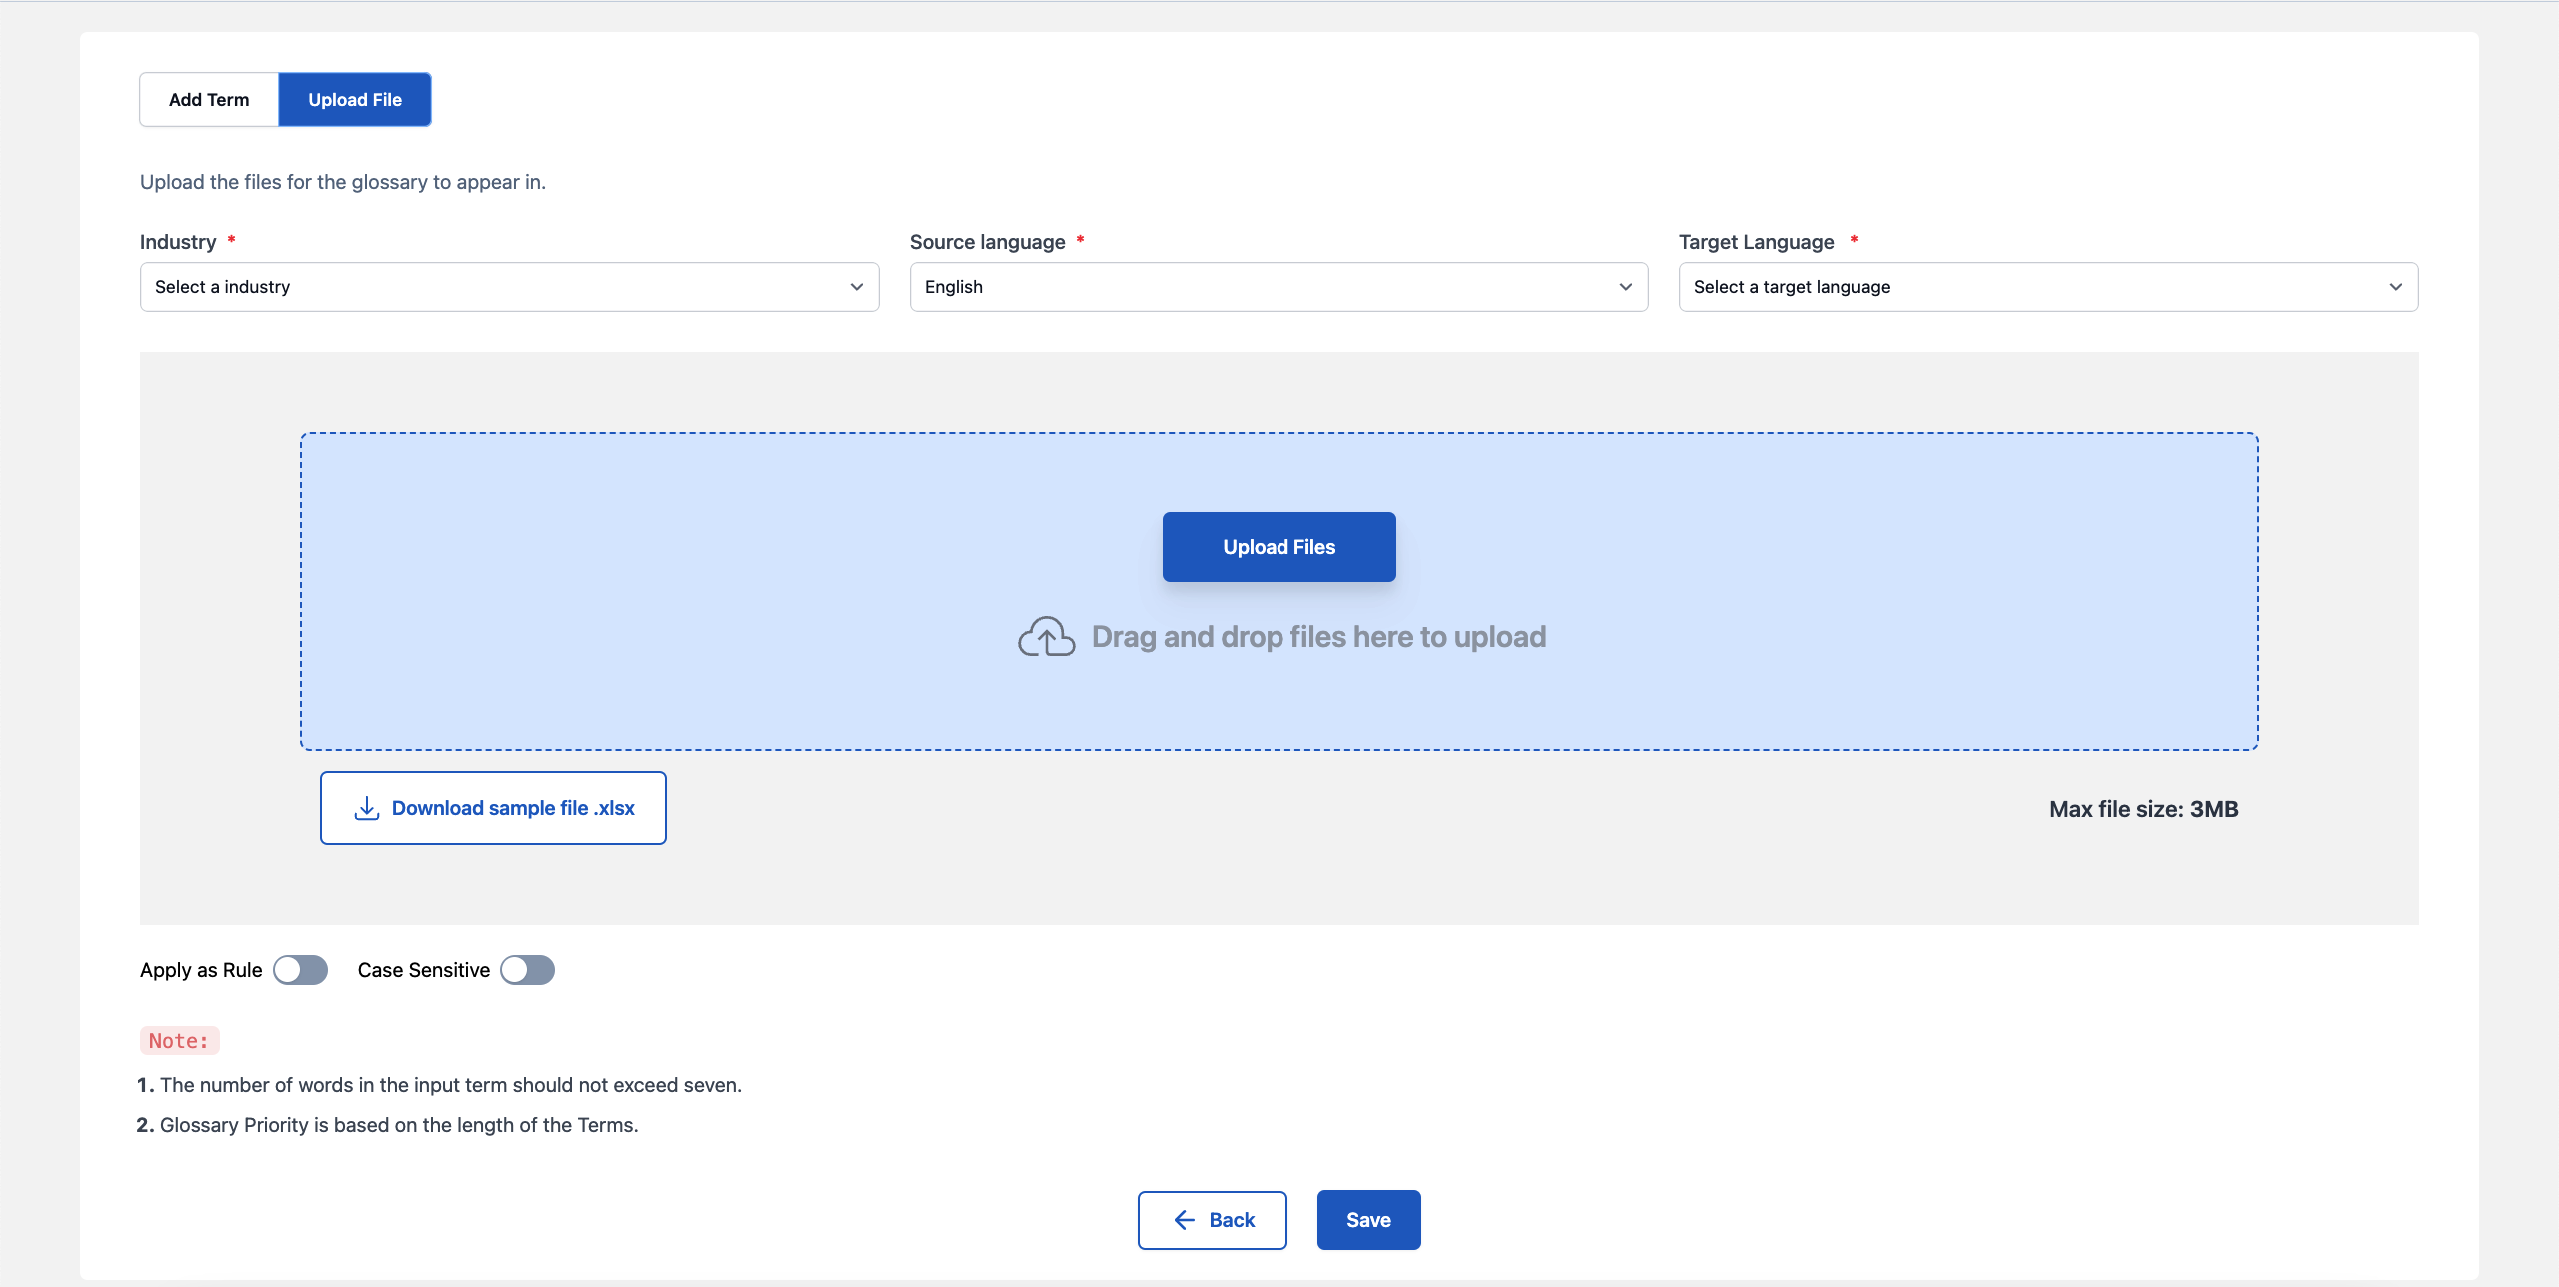 Add Term Upload File
Upload the files for the glossary to appear in.
Industry * Source language * Target Language *
Select a industry English Select a target language
Upload Files
Drag and drop files here to upload
Download sample file .xlsx Max file size: 3MB
Apply as Rule Case Sensitive
Note:
1. The number of words in the input term should not exceed seven.
2. Glossary Priority is based on the length of the Terms.
Back Save